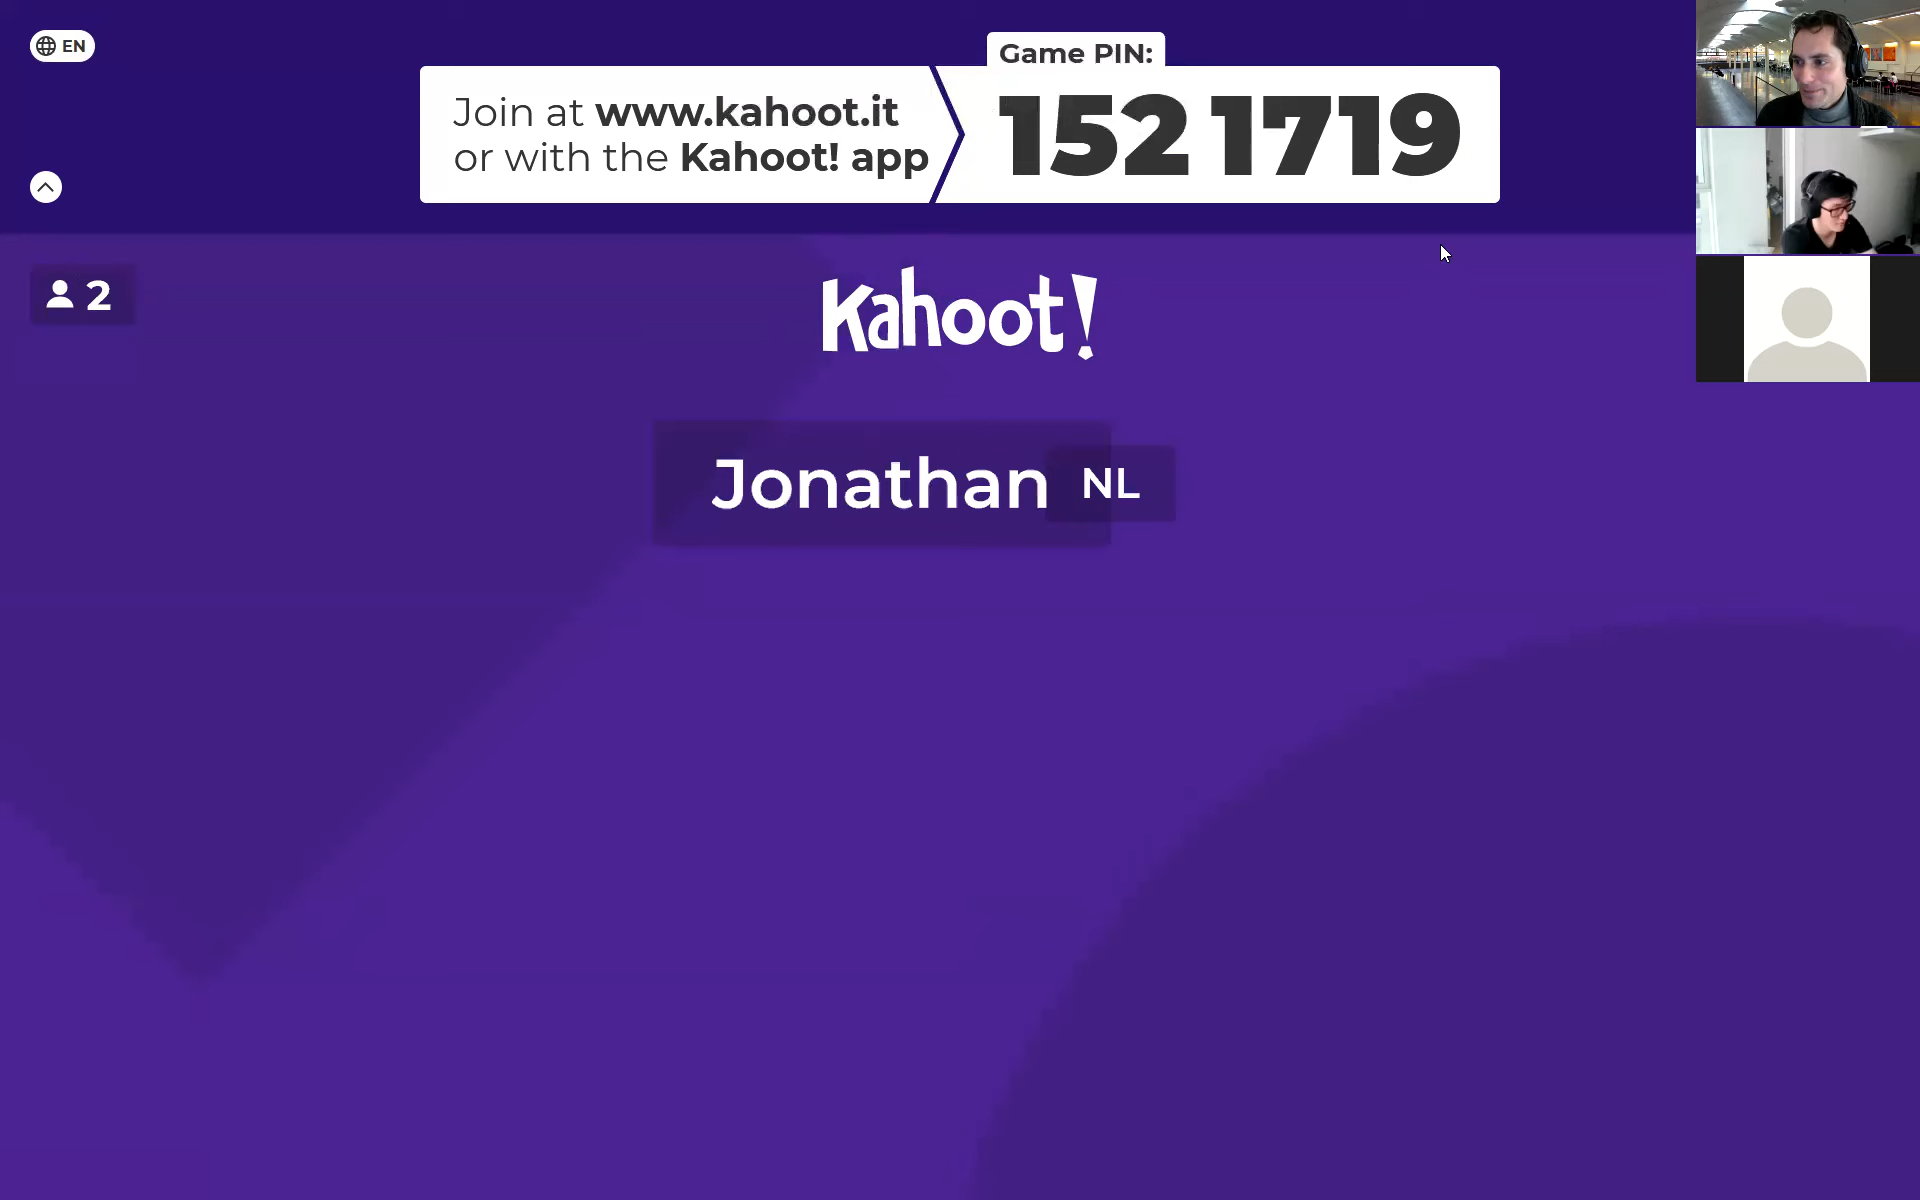 EN
Game PIN:
Join at www.kahoot.it
or with the Kahoot! app
152 1719
2
Kahoot!
Jonathan
NL